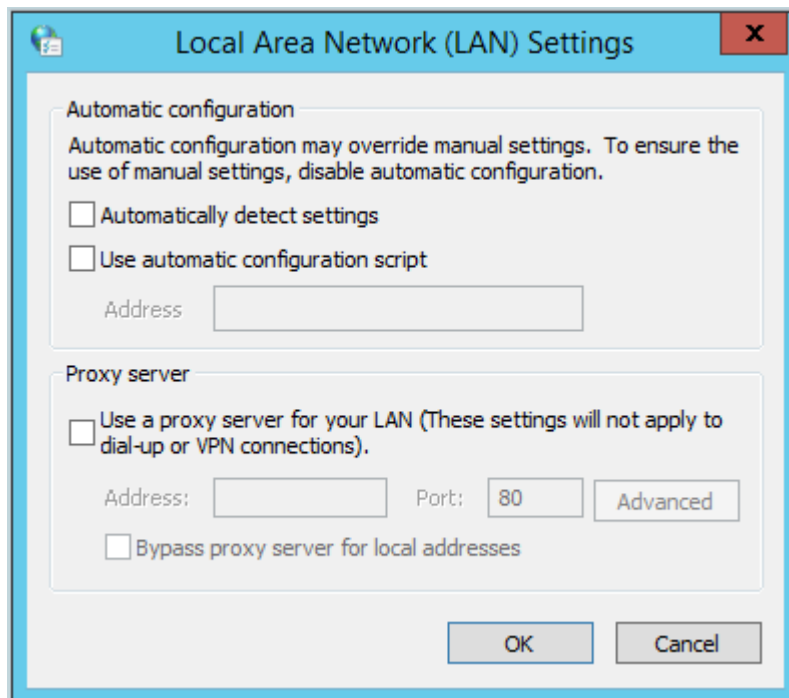 Local Area Network (LAN) Settings
x
Automatic configuration
Automatic configuration may override manual settings.  To ensure the
use of manual settings, disable automatic configuration.
Automatically detect settings
Use automatic configuration script
Address
Proxy server
Use a proxy server for your LAN (These settings will not apply to
dial-up or VPN connections).
Address: Port: 80 Advanced
Bypass proxy server for local addresses
OK Cancel